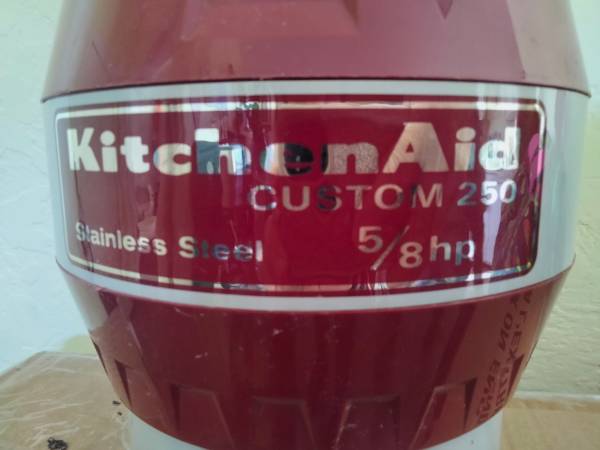 KitchenAid
CUSTOM 250
Stainless Steel 5/8 hp